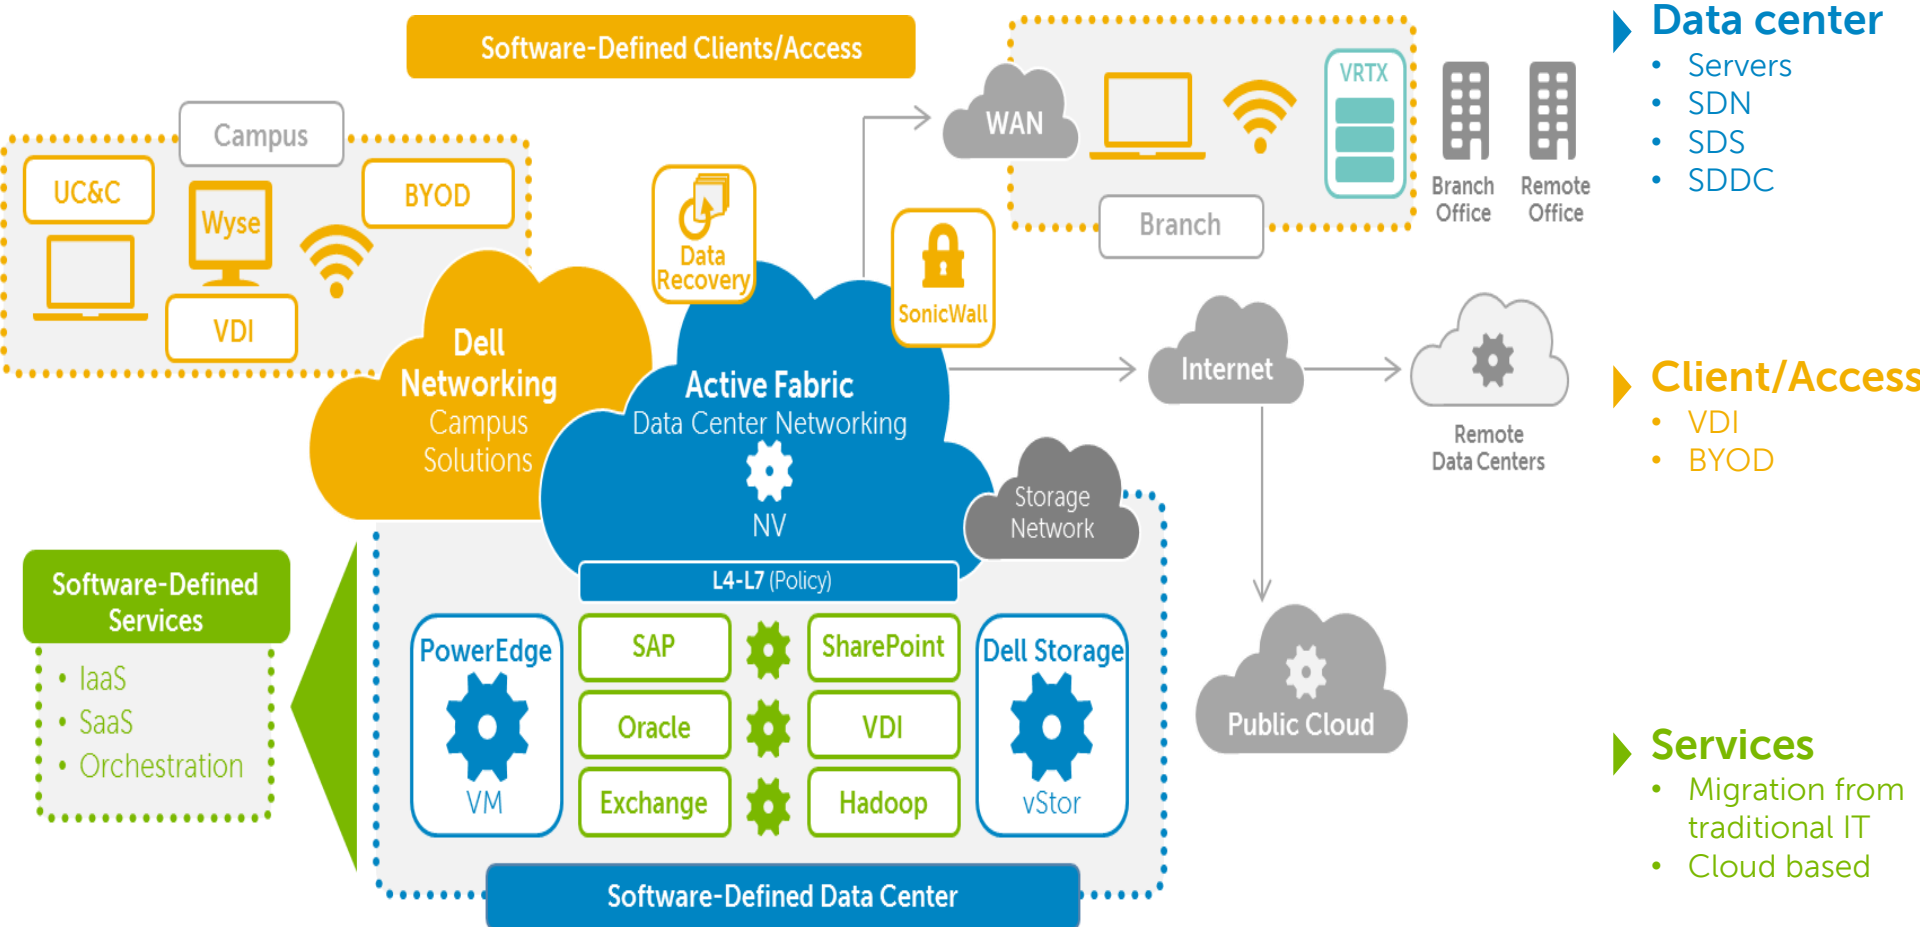 Software-Defined Clients/Access
Campus
UC&C
Wyse
BYOD
VDI
Data
Recovery
SonicWall
WAN
VRTX
Branch
Branch
Office
Remote
Office
Dell
Networking
Campus
Solutions
Active Fabric
Data Center Networking
NV
L4-L7 (Policy)
Storage
Network
Internet
Remote
Data Centers
Public Cloud
Software-Defined
Services
• IaaS
• SaaS
• Orchestration
PowerEdge
VM
SAP
SharePoint
Oracle
VDI
Exchange
Hadoop
Dell Storage
vStor
Software-Defined Data Center
Data center
• Servers
• SDN
• SDS
• SDDC
Client/Access
• VDI
• BYOD
Services
• Migration from
traditional IT
• Cloud based